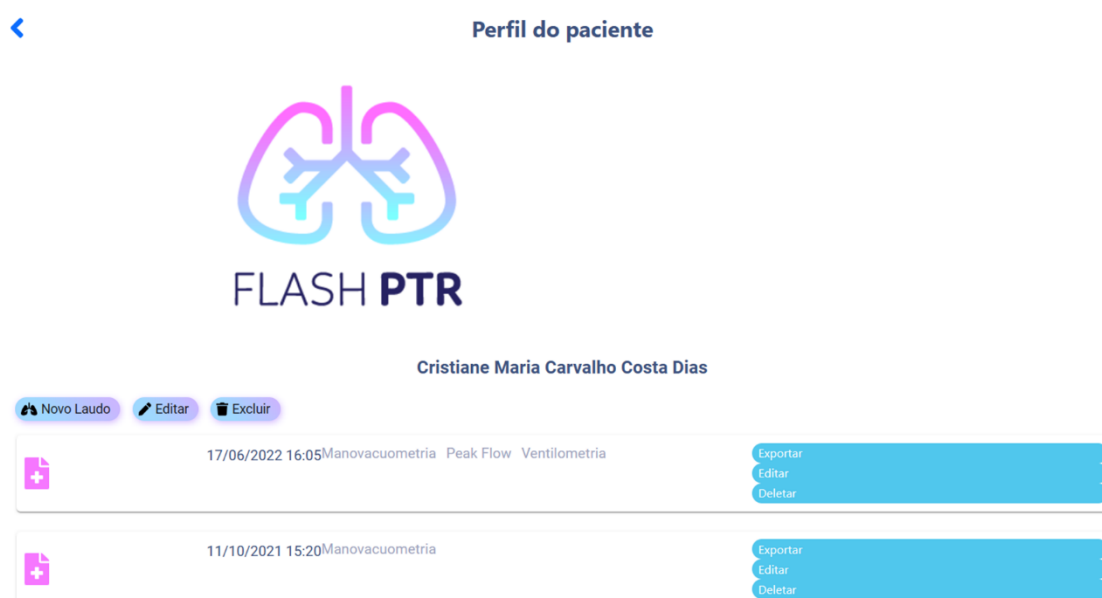 Perfil do paciente
FLASH PTR
Cristiane Maria Carvalho Costa Dias
Novo Laudo Editar Excluir
17/06/2022 16:05 Manovacuometria Peak Flow Ventilometria
Exportar
Editar
Deletar
11/10/2021 15:20 Manovacuometria
Exportar
Editar
Deletar